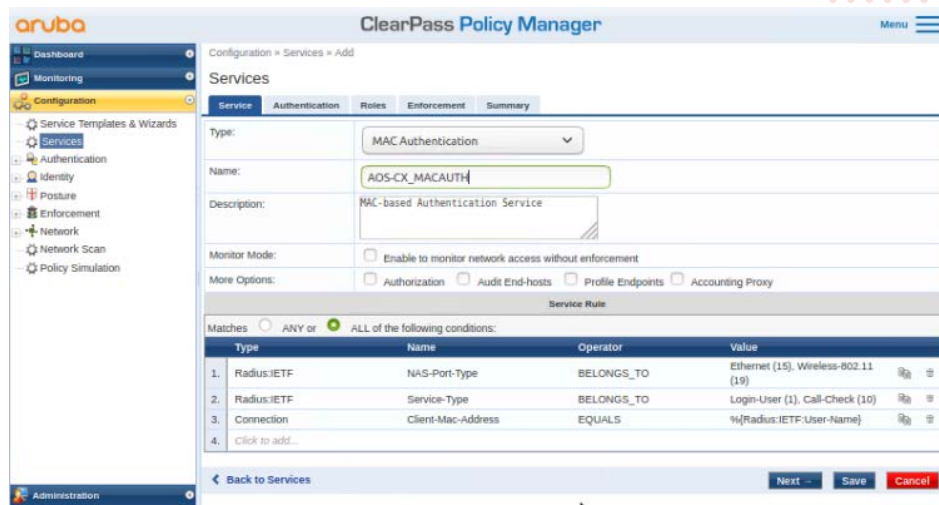 aruba
ClearPass Policy Manager
Menu
Dashboard
Monitoring
Configuration
Service Templates & Wizards
Services
Authentication
Identity
Posture
Enforcement
Network
Network Scan
Policy Simulation
Administration
Configuration » Services » Add
Services
Service Authentication Roles Enforcement Summary
Type: MAC Authentication
Name: AOS-CX_MACAUTH
Description: MAC-based Authentication Service
Monitor Mode: Enable to monitor network access without enforcement
More Options: Authorization Audit End-hosts Profile Endpoints Accounting Proxy
Service Rule
Matches ANY or ALL of the following conditions:
Type Name Operator Value
1. Radius:IETF NAS-Port-Type BELONGS_TO Ethernet (15), Wireless-802.11
(19)
2. Radius:IETF Service-Type BELONGS_TO Login-User (1), Call-Check (10)
3. Connection Client-Mac-Address EQUALS %{Radius:IETF:User-Name}
4. Click to add...
Back to Services Next → Save Cancel